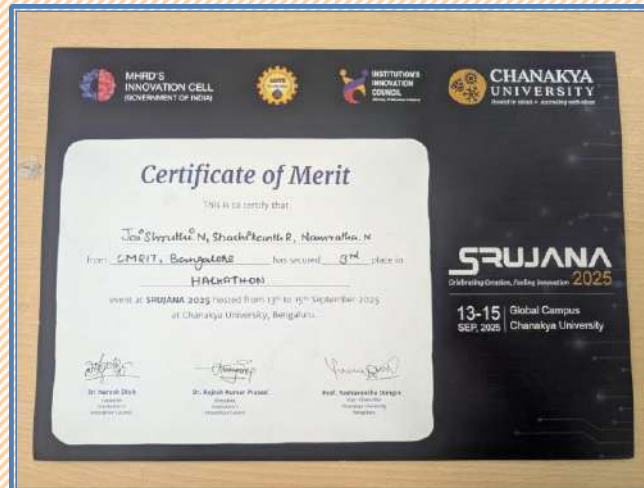 MHRD'S
INNOVATION CELL
(GOVERNMENT OF INDIA)
INSTITUTION'S
INNOVATION
COUNCIL
CHANAKYA
UNIVERSITY
Certificate of Merit
This is to certify that
N, Shashikanth R, Namratha. N
from CMRIT, Bangalore has secured 3rd place in
HACKATHON
event at SRUJANA 2025 hosted from 13th to 15th September 2025
at Chanakya University, Bengaluru.
SRUJANA
Celebrating Creation, Fueling Innovation 2025
13-15 Global Campus
SEP, 2025 Chanakya University
Dr. Rajesh Kumar Prasad
Prof. Yashavantha Dongre